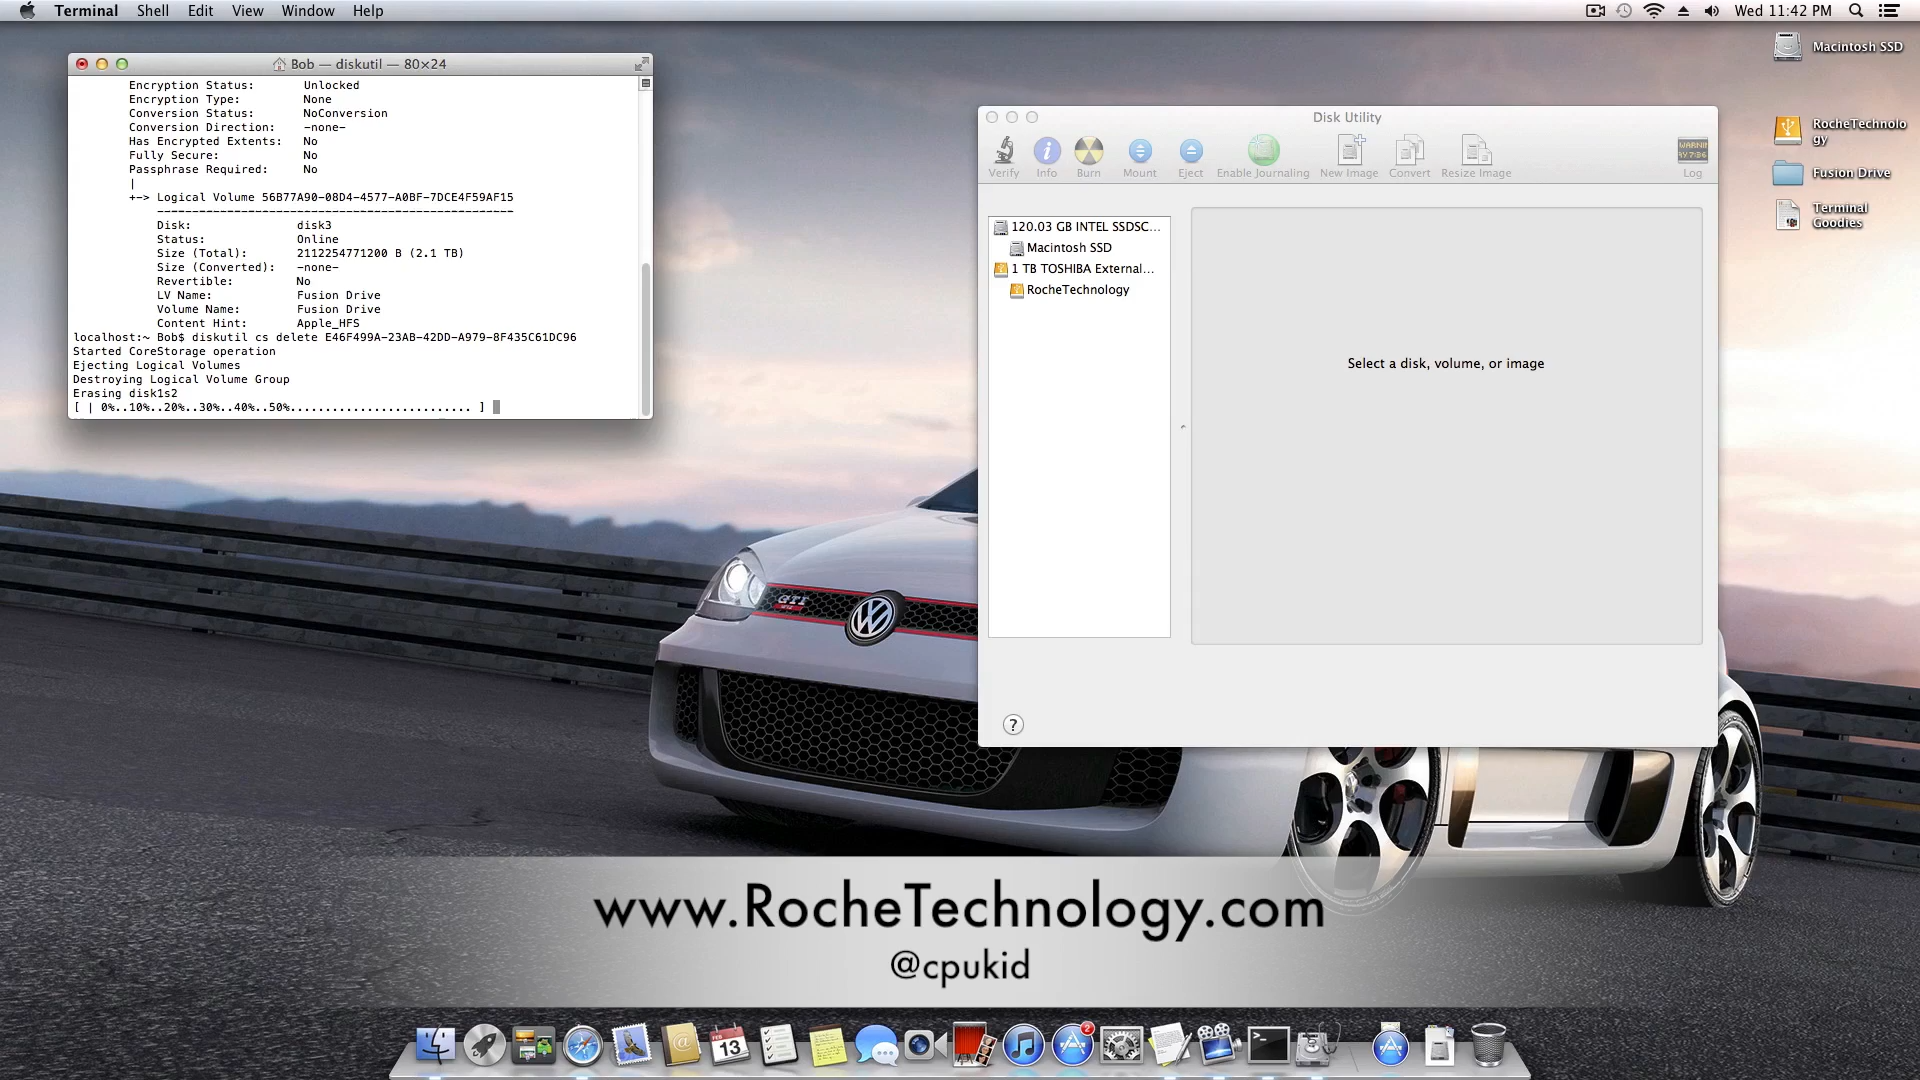 Terminal Shell Edit View Window Help
Wed 11:42 PM
Bob — diskutil — 80×24
Encryption Status: Unlocked
Encryption Type: None
Conversion Status: NoConversion
Conversion Direction: -none-
Has Encrypted Extents: No
Fully Secure: No
Passphrase Required: No
|
+-> Logical Volume 56B77A90-08D4-4577-A0BF-7DCE4F59AF15
---------------------------------------------------
Disk: disk3
Status: Online
Size (Total): 2112254771200 B (2.1 TB)
Size (Converted): -none-
Revertible: No
LV Name: Fusion Drive
Volume Name: Fusion Drive
Content Hint: Apple_HFS
localhost:~ Bob$ diskutil cs delete E46F499A-23AB-42DD-A979-8F435C61DC96
Started CoreStorage operation
Ejecting Logical Volumes
Destroying Logical Volume Group
Erasing disk1s2
[ | 0%..10%..20%..30%..40%..50%.......................... ]
Disk Utility
Verify Info Burn Mount Eject Enable Journaling New Image Convert Resize Image Log
120.03 GB INTEL SSDSC...
Macintosh SSD
1 TB TOSHIBA External...
RocheTechnology
Select a disk, volume, or image
?
Macintosh SSD
RocheTechnolo
gy
Fusion Drive
Terminal
Goodies
GTI
www.RocheTechnology.com
@cpukid
FEB
13
2